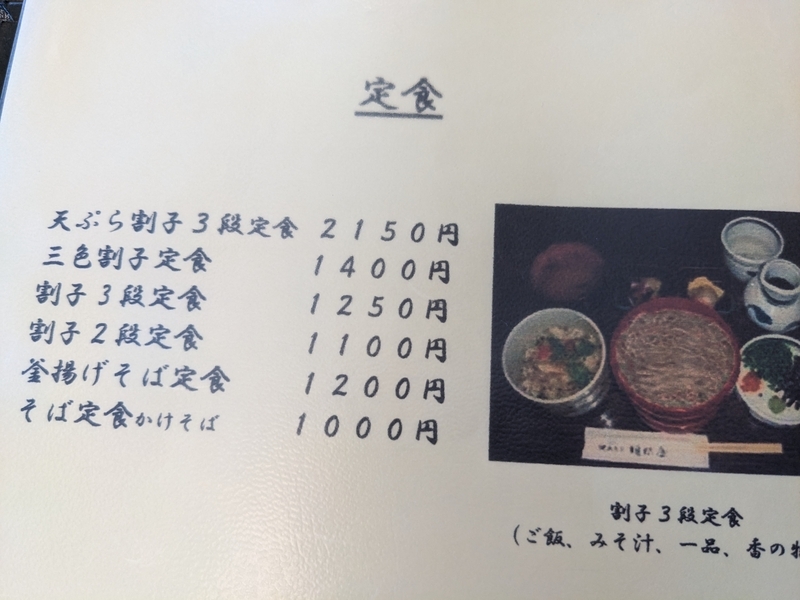 定食
天ぷら割子3段定食 2150円
三色割子定食 1400円
割子3段定食 1250円
割子2段定食 1100円
釜揚げそば定食 1200円
そば定食かけそば 1000円
割子3段定食
(ご飯、みそ汁、一品、香の物